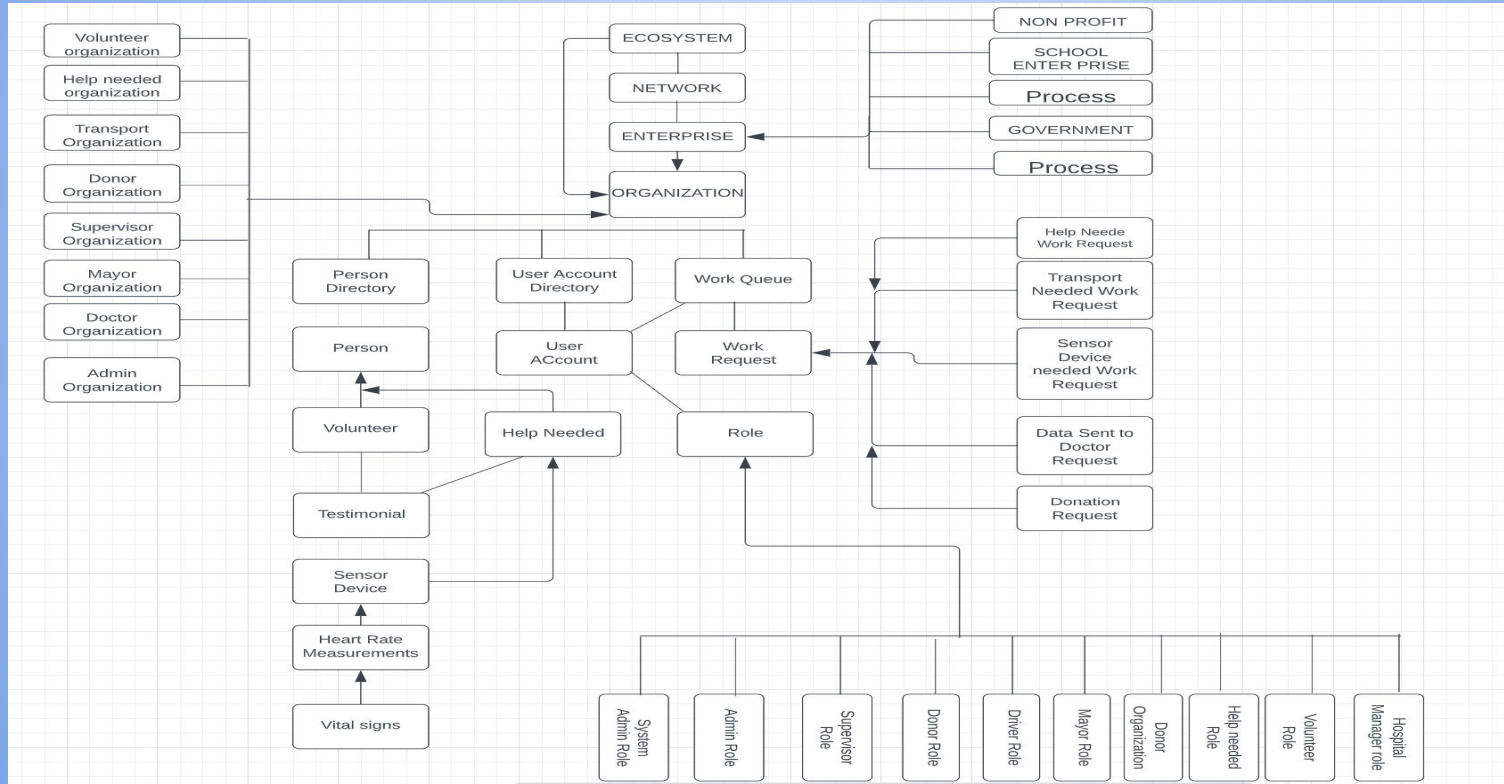 Volunteer
organization
Help needed
organization
Transport
Organization
Donor
Organization
Supervisor
Organization
Mayor
Organization
Doctor
Organization
Admin
Organization
ECOSYSTEM
NETWORK
ENTERPRISE
ORGANIZATION
NON PROFIT
SCHOOL
ENTER PRISE
Process
GOVERNMENT
Process
Person
Directory
User Account
Directory
Work Queue
Person
User
ACcount
Work
Request
Volunteer
Help Needed
Role
Testimonial
Sensor
Device
Heart Rate
Measurements
Vital signs
Help Neede
Work Request
Transport
Needed Work
Request
Sensor
Device
needed Work
Request
Data Sent to
Doctor
Request
Donation
Request
System
Admin Role
Admin Role
Supervisor
Role
Donor Role
Driver Role
Mayor Role
Donor
Organization
Help needed
Role
Volunteer
Role
Hospital
Manager role